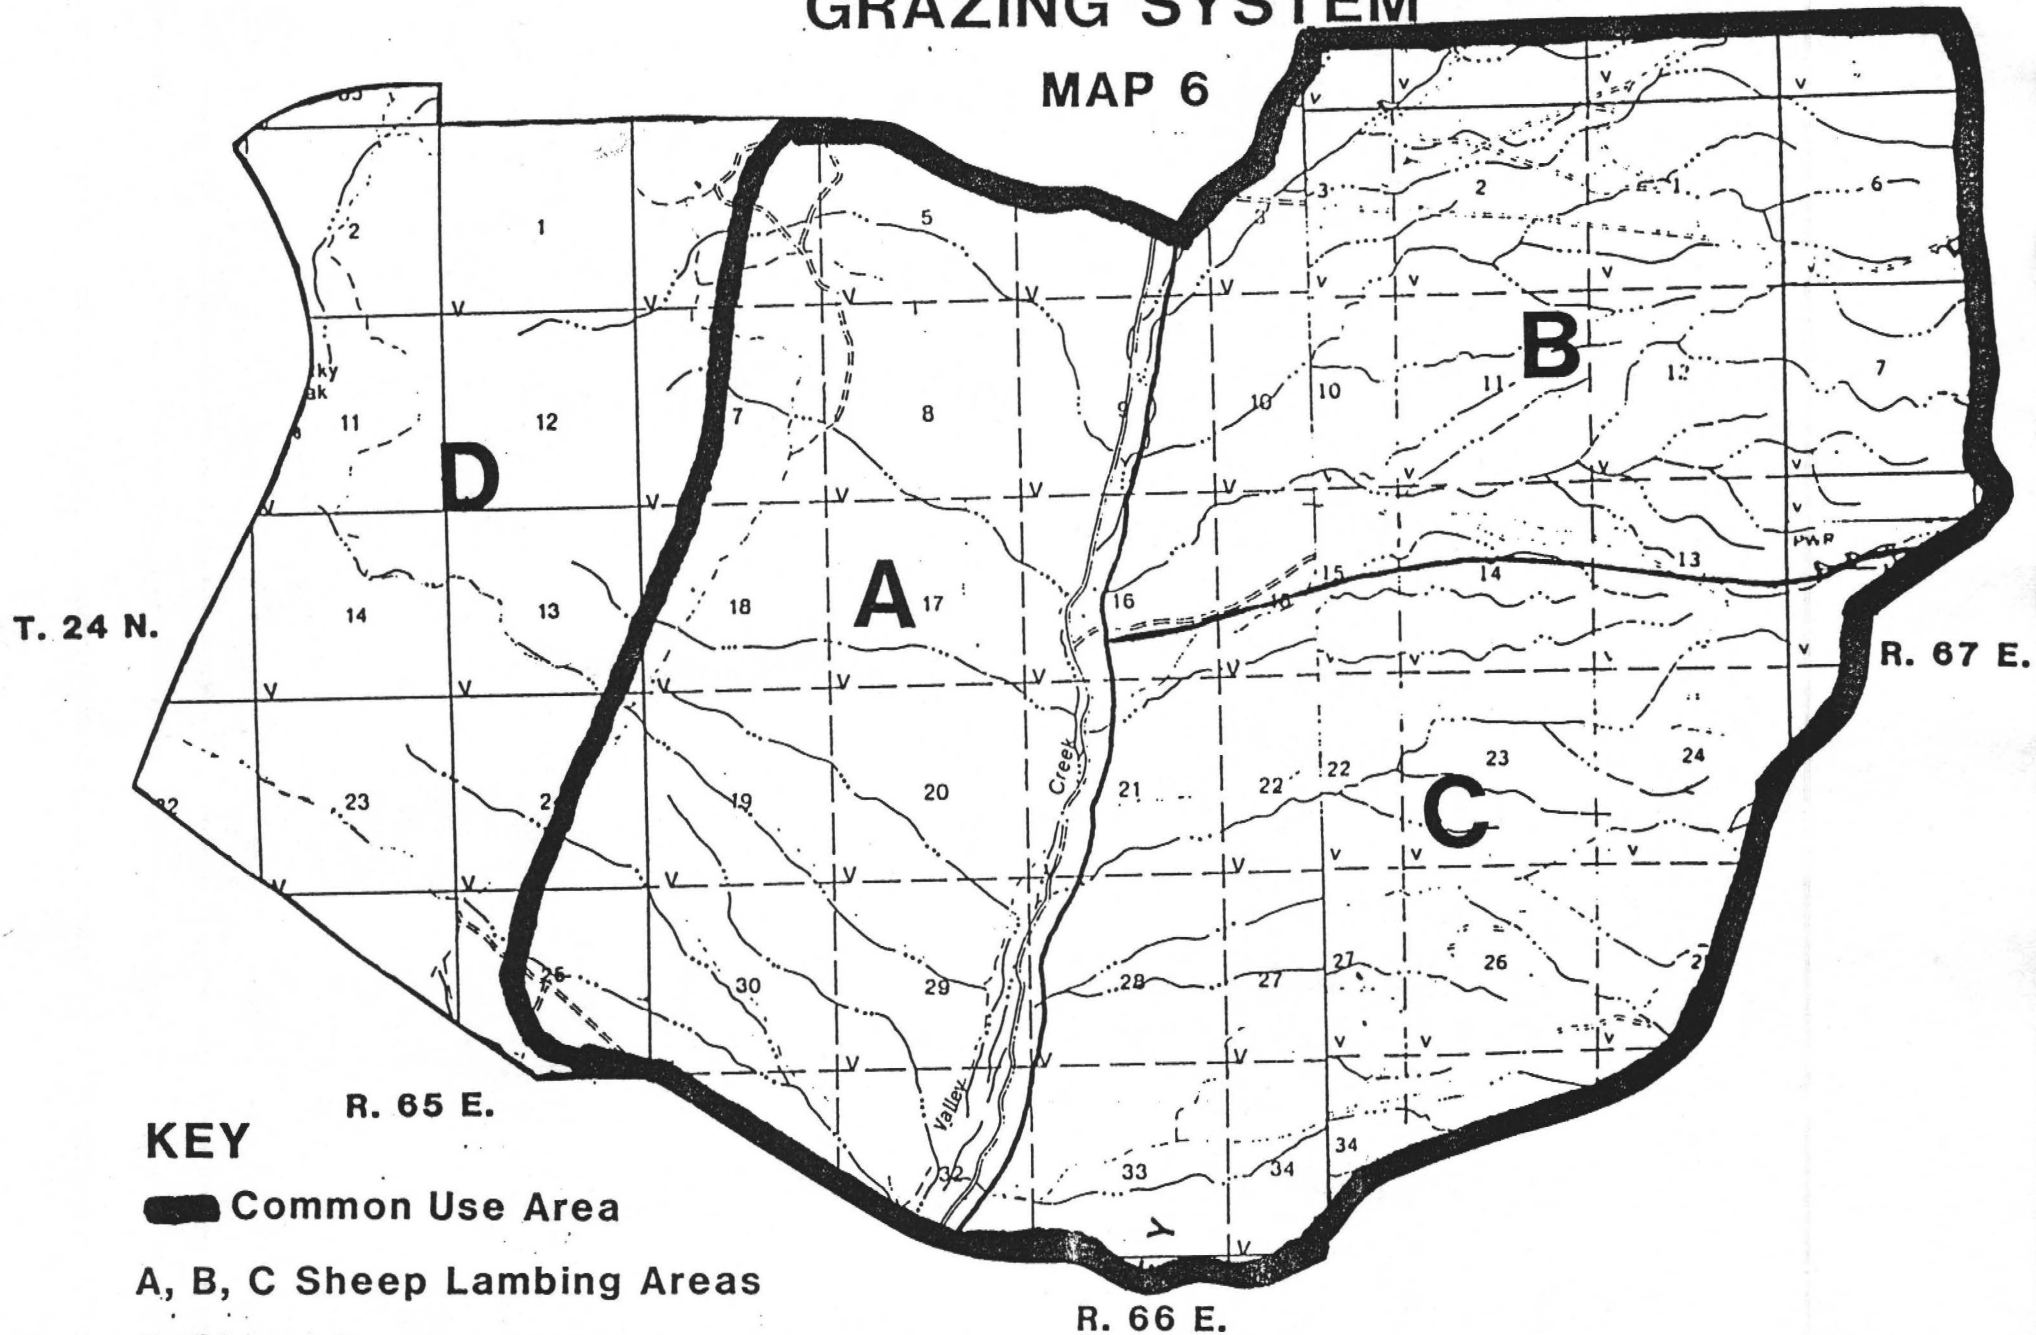 GRAZING SYSTEM
MAP 6
3 2 1 6
2 1 5 3
B
10 11 12 7
11 12 7 8 9 10
D
A
15 14 13
PWR
T. 24 N.
14 13 18 17 16
R. 67 E.
22 23 24
C
23 19 20 Creek 21 22
27 26
30 29 28 27
R. 65 E.
Valley
34
32 33 34
KEY
Common Use Area
A, B, C Sheep Lambing Areas
R. 66 E.